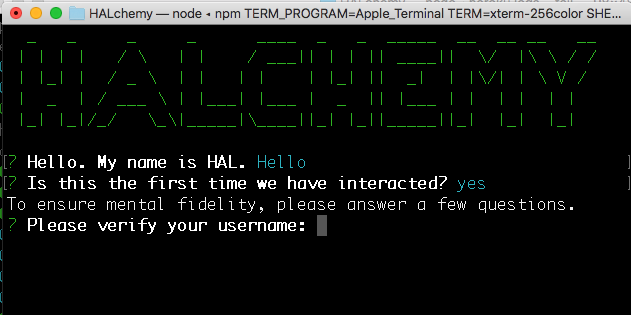 HALchemy — node ◂ npm TERM_PROGRAM=Apple_Terminal TERM=xterm-256color SHE...
HALCHEMY
[? Hello. My name is HAL. Hello ]
[? Is this the first time we have interacted? yes ]
To ensure mental fidelity, please answer a few questions.
? Please verify your username: